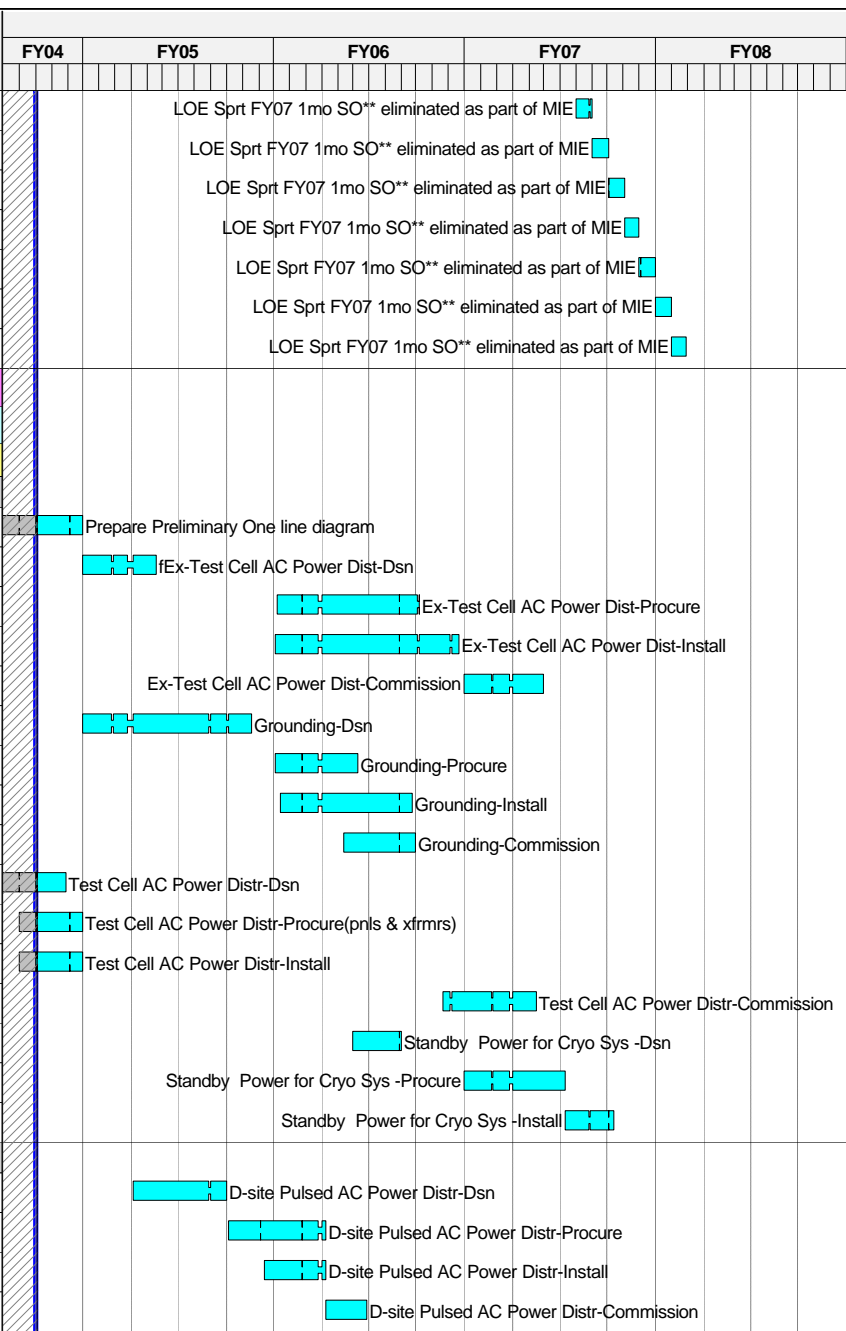 FY04 FY05 FY06 FY07 FY08
LOE Sprt FY07 1mo SO** eliminated as part of MIE
LOE Sprt FY07 1mo SO** eliminated as part of MIE
LOE Sprt FY07 1mo SO** eliminated as part of MIE
LOE Sprt FY07 1mo SO** eliminated as part of MIE
LOE Sprt FY07 1mo SO** eliminated as part of MIE
LOE Sprt FY07 1mo SO** eliminated as part of MIE
LOE Sprt FY07 1mo SO** eliminated as part of MIE
Prepare Preliminary One line diagram
fEx-Test Cell AC Power Dist-Dsn
Ex-Test Cell AC Power Dist-Procure
Ex-Test Cell AC Power Dist-Install
Ex-Test Cell AC Power Dist-Commission
Grounding-Dsn
Grounding-Procure
Grounding-Install
Grounding-Commission
Test Cell AC Power Distr-Dsn
Test Cell AC Power Distr-Procure(pnls & xfrmrs)
Test Cell AC Power Distr-Install
Test Cell AC Power Distr-Commission
Standby Power for Cryo Sys -Dsn
Standby Power for Cryo Sys -Procure
Standby Power for Cryo Sys -Install
D-site Pulsed AC Power Distr-Dsn
D-site Pulsed AC Power Distr-Procure
D-site Pulsed AC Power Distr-Install
D-site Pulsed AC Power Distr-Commission